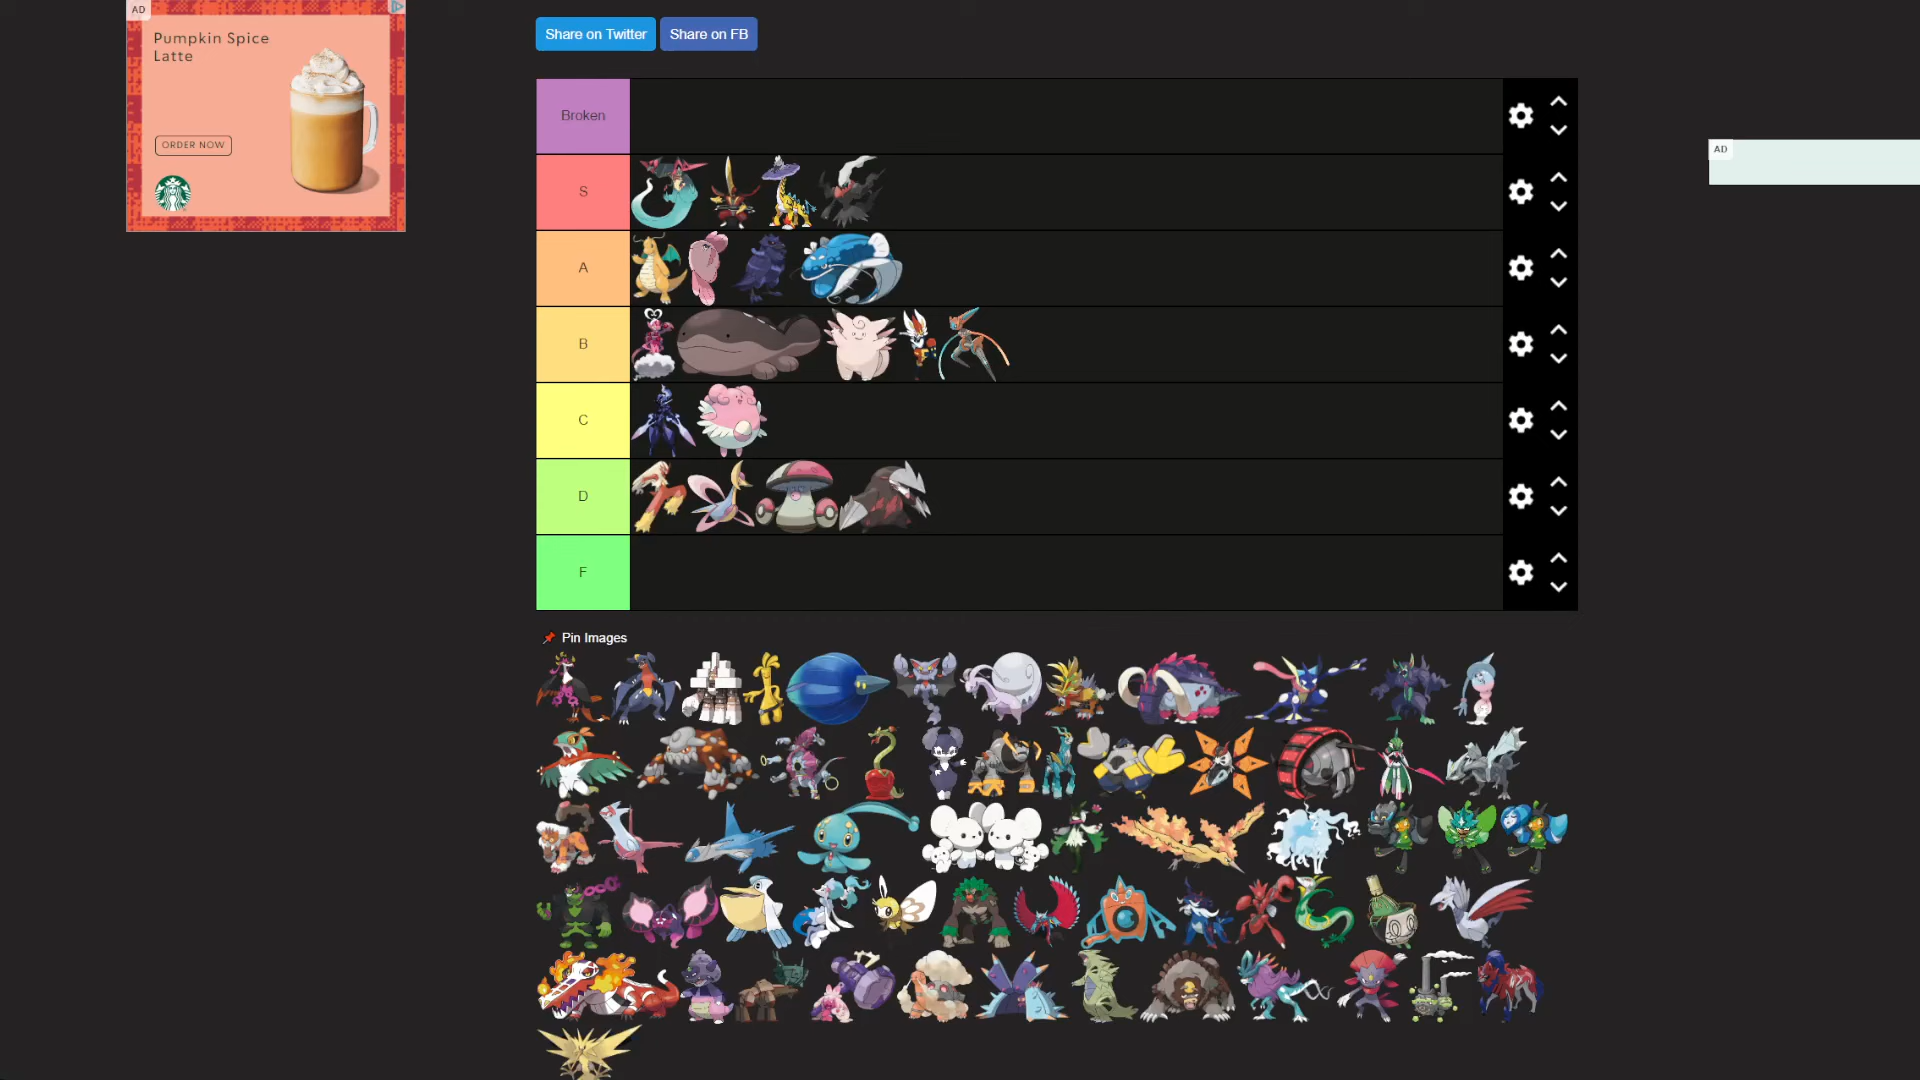 AD
Pumpkin Spice
Latte
ORDER NOW
Share on Twitter
Share on FB
Broken
S
A
B
C
D
F
AD
Pin Images